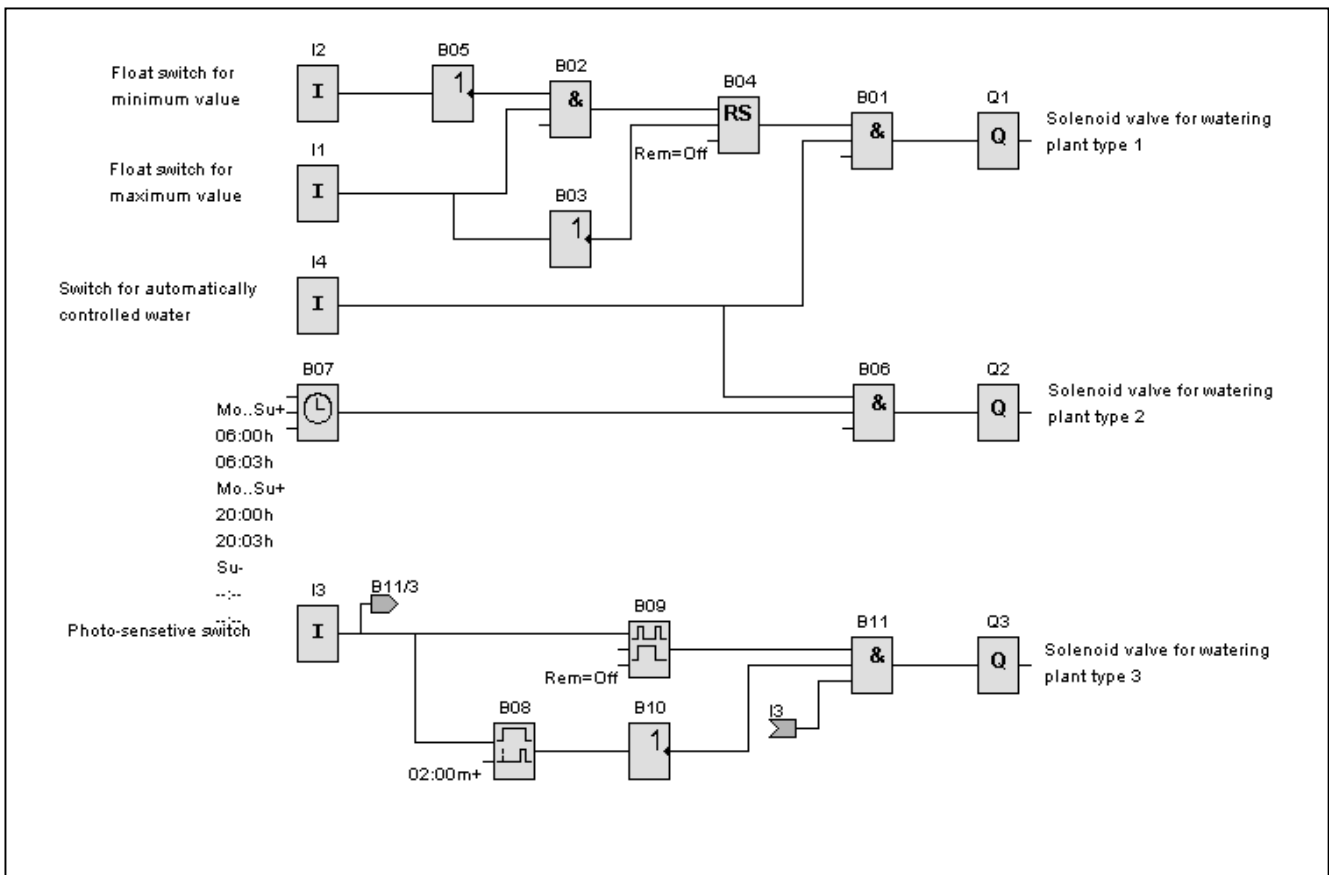 I2
B05
B02
B04
B01
Q1
Float switch for
minimum value
I
1
&
RS
&
Q
Solenoid valve for watering
plant type 1
Rem=Off
I1
Float switch for
maximum value
I
B03
1
I4
Switch for automatically
controlled water
I
B07
B06
Q2
Mo..Su+
06:00h
06:03h
Mo..Su+
20:00h
20:03h
Su-
--:--
--:--
&
Q
Solenoid valve for watering
plant type 2
I3
B11/3
Photo-sensetive switch
I
B09
B11
Q3
Rem=Off
&
Q
Solenoid valve for watering
plant type 3
B08
B10
I3
1
02:00m+